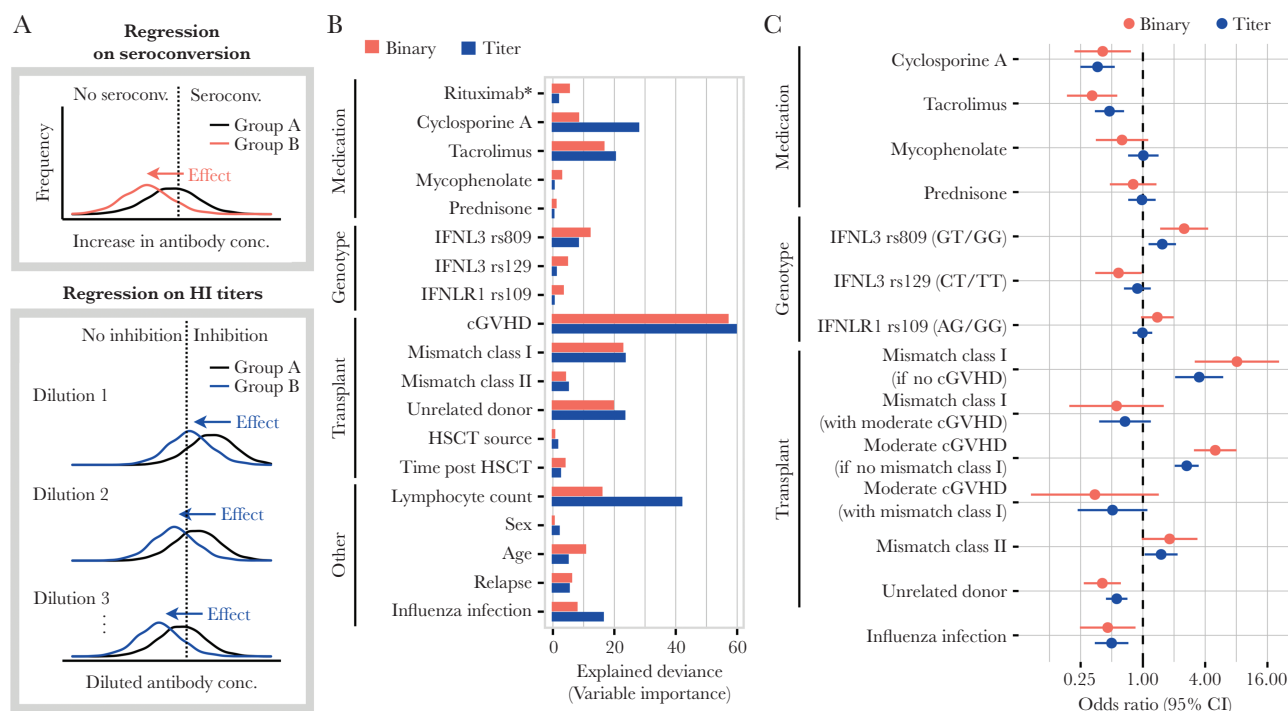 A
Regression
on seroconversion
No seroconv.
Seroconv.
Group A
Group B
Effect
Frequency
Increase in antibody conc.
Regression on HI titers
No inhibition
Inhibition
Group A
Group B
Dilution 1
Effect
Dilution 2
Effect
Dilution 3
Effect
⋮
Diluted antibody conc.
B
Binary
Titer
Medication
Rituximab*
Cyclosporine A
Tacrolimus
Mycophenolate
Prednisone
Genotype
IFNL3 rs809
IFNL3 rs129
IFNLR1 rs109
Transplant
cGVHD
Mismatch class I
Mismatch class II
Unrelated donor
HSCT source
Time post HSCT
Other
Lymphocyte count
Sex
Age
Relapse
Influenza infection
0 20 40 60
Explained deviance
(Variable importance)
C
Binary
Titer
Medication
Cyclosporine A
Tacrolimus
Mycophenolate
Prednisone
Genotype
IFNL3 rs809 (GT/GG)
IFNL3 rs129 (CT/TT)
IFNLR1 rs109 (AG/GG)
Transplant
Mismatch class I
(if no cGVHD)
Mismatch class I
(with moderate cGVHD)
Moderate cGVHD
(if no mismatch class I)
Moderate cGVHD
(with mismatch class I)
Mismatch class II
Unrelated donor
Influenza infection
0.25 1.00 4.00 16.00
Odds ratio (95% CI)